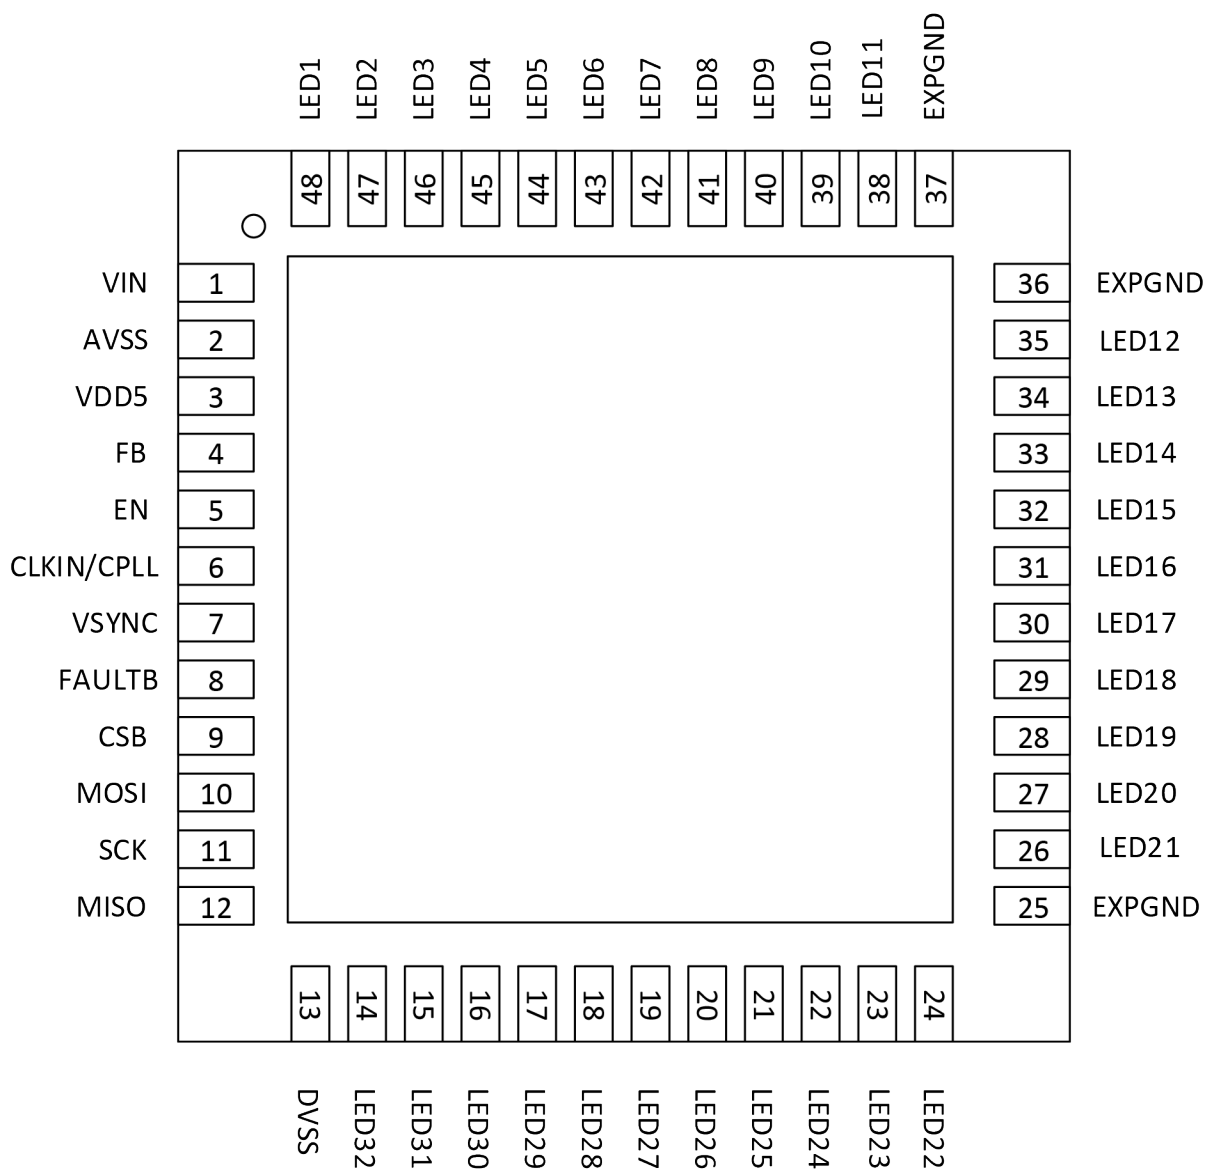 LED1 LED2 LED3 LED4 LED5 LED6 LED7 LED8 LED9 LED10 LED11 EXPGND
48 47 46 45 44 43 42 41 40 39 38 37
VIN 1 36 EXPGND
AVSS 2 35 LED12
VDD5 3 34 LED13
FB 4 33 LED14
EN 5 32 LED15
CLKIN/CPLL 6 31 LED16
VSYNC 7 30 LED17
FAULTB 8 29 LED18
CSB 9 28 LED19
MOSI 10 27 LED20
SCK 11 26 LED21
MISO 12 25 EXPGND
13 14 15 16 17 18 19 20 21 22 23 24
DVSS LED32 LED31 LED30 LED29 LED28 LED27 LED26 LED25 LED24 LED23 LED22